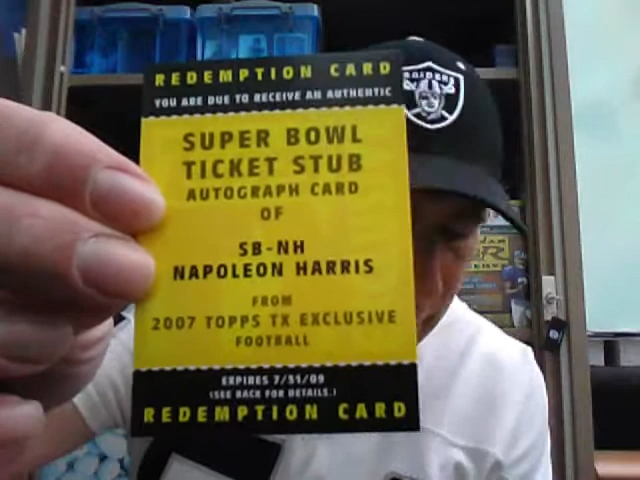 REDEMPTION CARD
YOU ARE DUE TO RECEIVE AN AUTHENTIC
SUPER BOWL
TICKET STUB
AUTOGRAPH CARD
OF
SB-NH
NAPOLEON HARRIS
FROM
2007 TOPPS TX EXCLUSIVE
FOOTBALL
EXPIRES 7/31/09
(SEE BACK FOR DETAILS.)
REDEMPTION CARD
RAIDERS